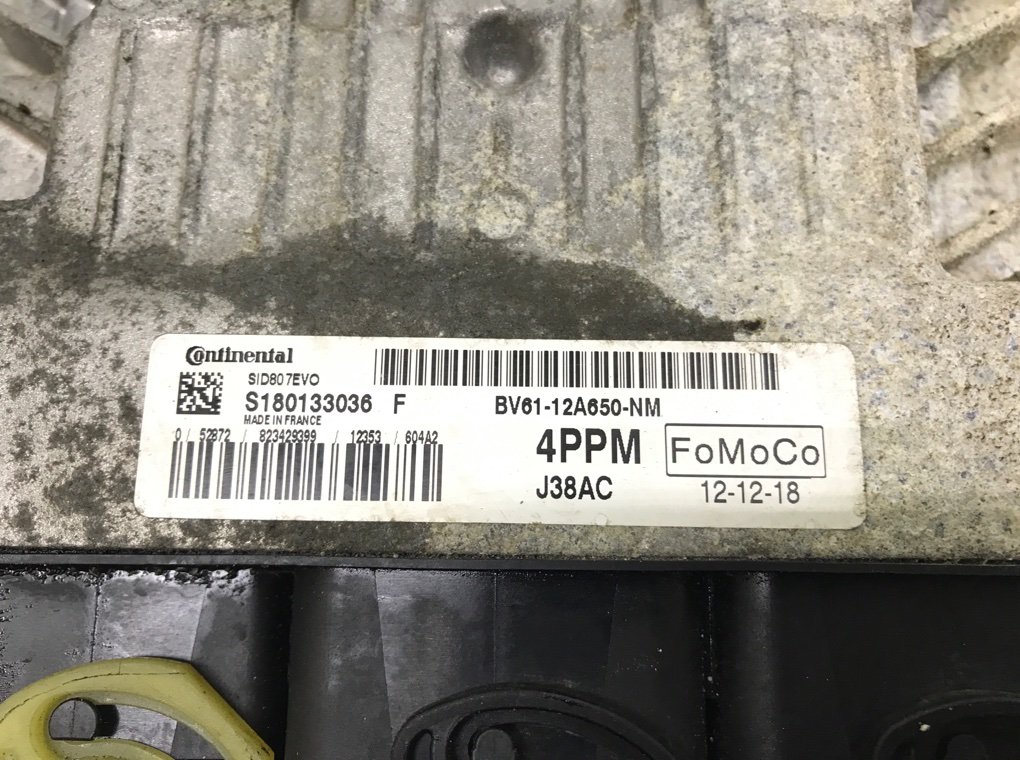 Continental
SID807EVO
S180133036 F
MADE IN FRANCE
0 / 52872 / 823429399 / 12353 / 604A2
BV61-12A650-NM
4PPM FoMoCo
J38AC 12-12-18